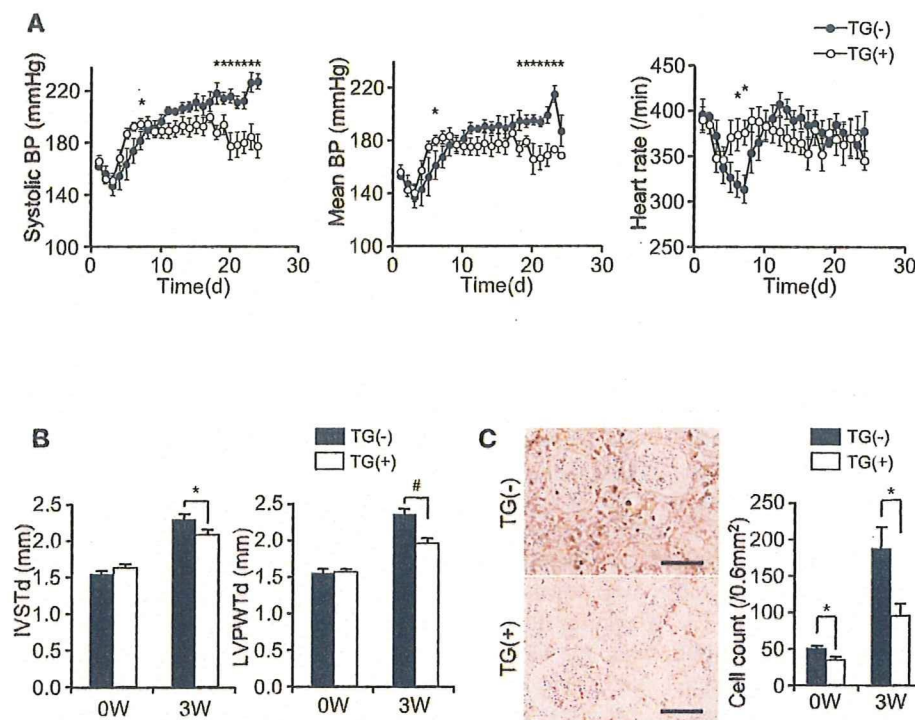 A
TG(-)
TG(+)
Systolic BP (mmHg)
220
180
140
100
*
********
0 10 20 30
Time(d)
Mean BP (mmHg)
220
180
140
100
*
*******
0 10 20 30
Time(d)
Heart rate (/min)
450
400
350
300
250
**
0 10 20 30
Time(d)
B
TG(-)
TG(+)
IVSTd (mm)
2.5
2.0
1.5
1.0
0.5
0.0
*
0W 3W
LVPWTd (mm)
2.5
2.0
1.5
1.0
0.5
0.0
#
0W 3W
C
TG(-)
TG(+)
TG(-)
TG(+)
Cell count (/0.6mm²)
250
200
150
100
50
0
*
*
0W 3W